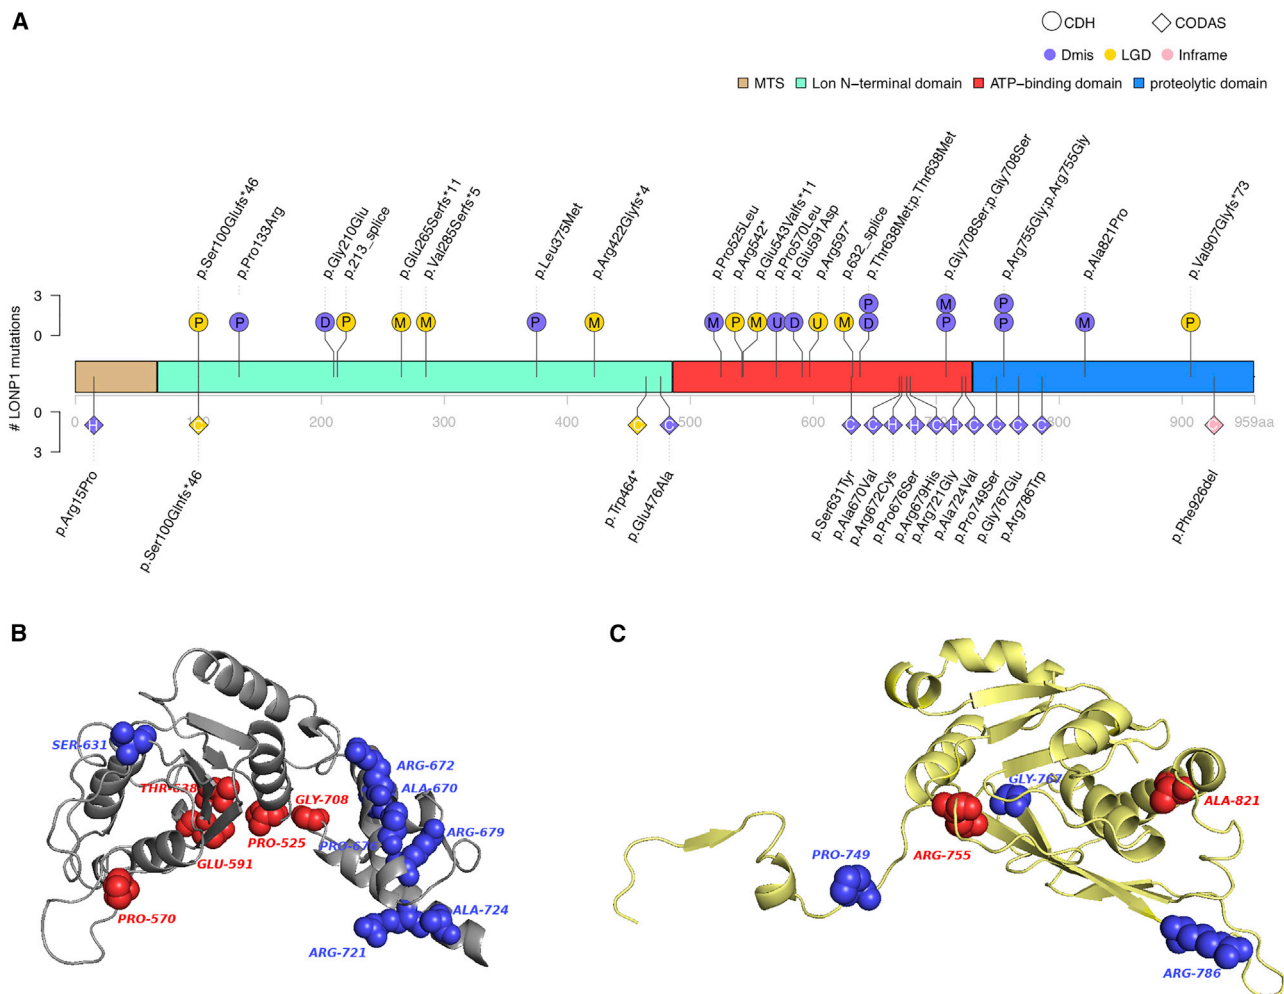 A
CDH CODAS
Dmis LGD Inframe
MTS Lon N-terminal domain ATP-binding domain proteolytic domain
p.Ser100Glufs*46
p.Pro133Arg
p.Gly210Glu
p.213_splice
p.Glu265Serfs*11
p.Val285Serfs*5
p.Leu375Met
p.Arg422Glyfs*4
p.Pro525Leu
p.Arg542*
p.Glu543Valfs*11
p.Pro570Leu
p.Glu591Asp
p.Arg597*
p.632_splice
p.Thr638Met;p.Thr638Met
p.Gly708Ser;p.Gly708Ser
p.Arg755Gly;p.Arg755Gly
p.Ala821Pro
p.Val907Glyfs*73
# LONP1 mutations
3
0
P M P
P P D P M M P M M P M U D U M D P P M P
0
3
0 200 400 500 600 800 900 959aa
H C C C C C H H C H C C C C C
p.Arg15Pro
p.Ser100Glnfs*46
p.Trp464*
p.Glu476Ala
p.Ser631Tyr
p.Ala670Val
p.Arg672Cys
p.Pro676Ser
p.Arg679His
p.Arg721Gly
p.Ala724Val
p.Pro749Ser
p.Gly767Glu
p.Arg786Trp
p.Phe926del
B
SER-631
THR-638
GLU-591
PRO-570
PRO-525
GLY-708
ARG-672
ALA-670
PRO-676
ARG-679
ALA-724
ARG-721
C
GLY-767
ALA-821
PRO-749
ARG-755
ARG-786